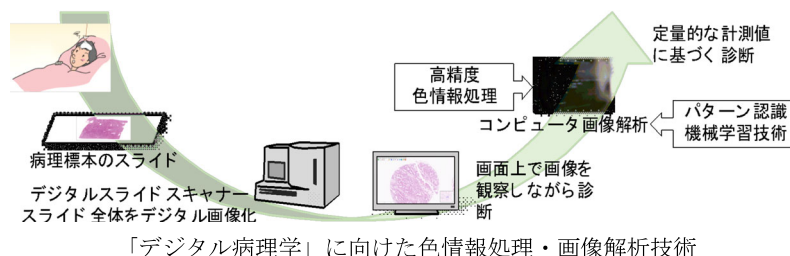 定量的な計測値
に基づく診断
高精度
色情報処理
コンピュータ画像解析
パターン認識
機械学習技術
病理標本のスライド
デジタルスライドスキャナー
スライド全体をデジタル画像化
画面上で画像を
観察しながら診
断
「デジタル病理学」に向けた色情報処理・画像解析技術